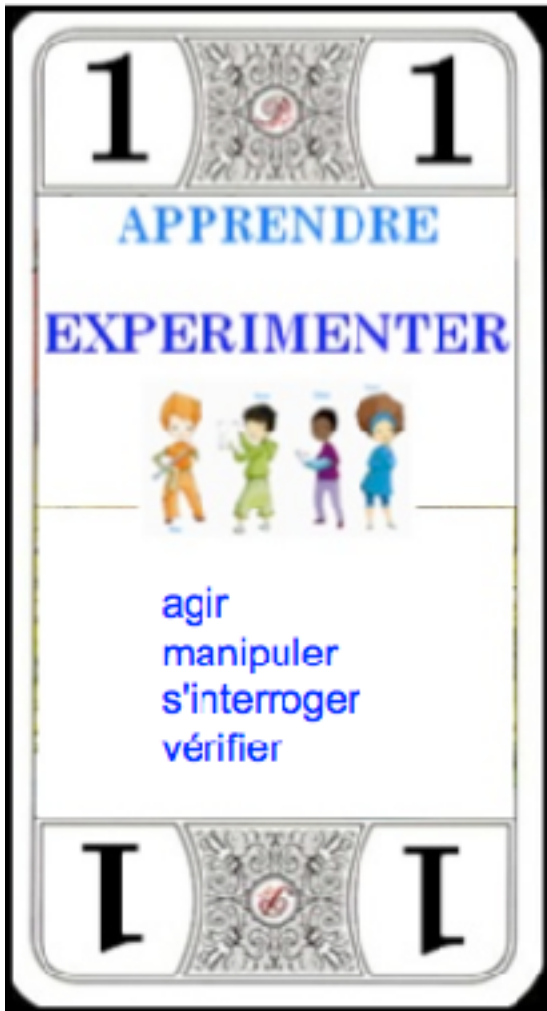 1 1
APPRENDRE
EXPERIMENTER
agir
manipuler
s'interroger
vérifier
1 1